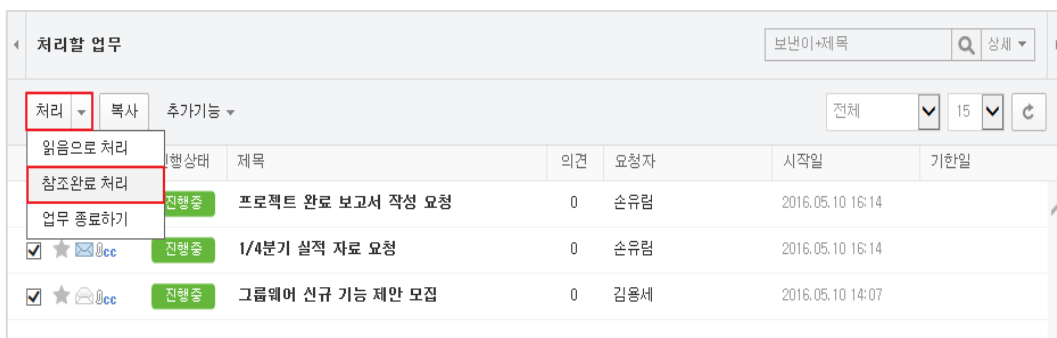 처리할 업무
보낸이+제목
상세
처리
복사
추가기능
전체
15
읽음으로 처리
참조완료 처리
업무 종료하기
행상태 제목 의견 요청자 시작일 기한일
진행중 프로젝트 완료 보고서 작성 요청 0 손유림 2016.05.10 16:14
cc 진행중 1/4분기 실적 자료 요청 0 손유림 2016.05.10 16:14
cc 진행중 그룹웨어 신규 기능 제안 모집 0 김용세 2016.05.10 14:07